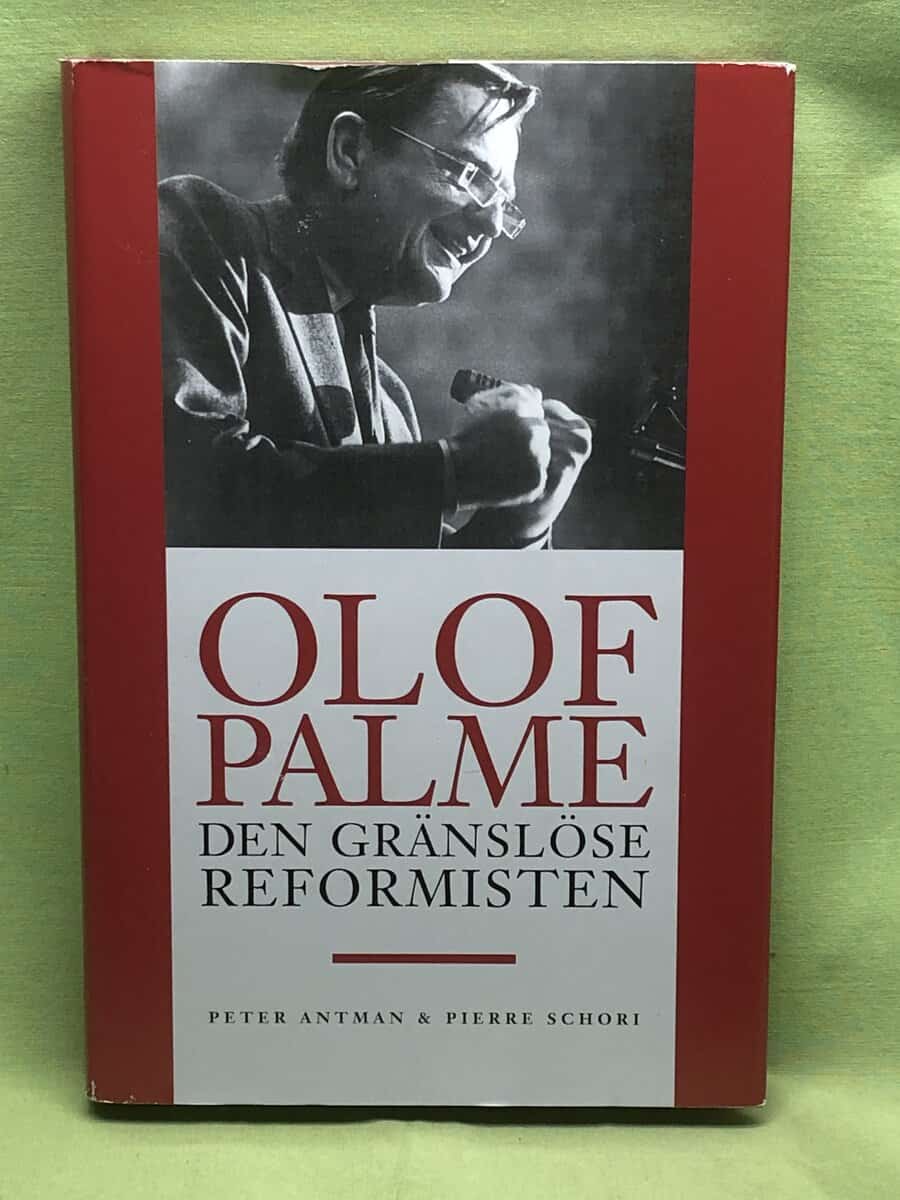 OLOF
PALME
DEN GRÄNSLÖSE
REFORMISTEN
PETER ANTMAN & PIERRE SCHORI